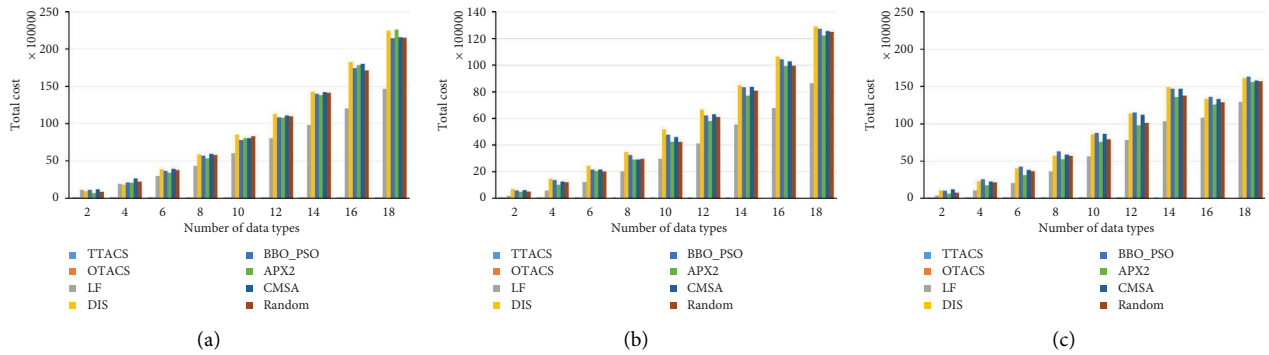 250
200
150
100
50
0
× 100000
Total cost
2 4 6 8 10 12 14 16 18
Number of data types
TTACS
OTACS
LF
DIS
BBO_PSO
APX2
CMSA
Random
(a)
140
120
100
80
60
40
20
0
× 100000
Total cost
2 4 6 8 10 12 14 16 18
Number of data types
TTACS
OTACS
LF
DIS
BBO_PSO
APX2
CMSA
Random
(b)
250
200
150
100
50
0
× 100000
Total cost
2 4 6 8 10 12 14 16 18
Number of data types
TTACS
OTACS
LF
DIS
BBO_PSO
APX2
CMSA
Random
(c)